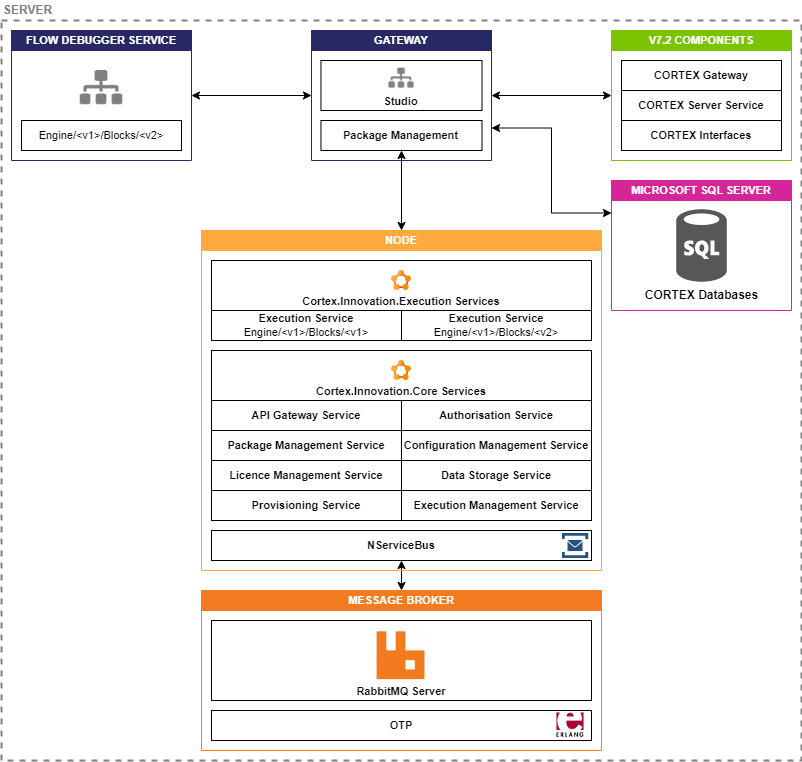 SERVER
FLOW DEBUGGER SERVICE
Engine/<v1>/Blocks/<v2>
GATEWAY
Studio
Package Management
V7.2 COMPONENTS
CORTEX Gateway
CORTEX Server Service
CORTEX Interfaces
MICROSOFT SQL SERVER
SQL
CORTEX Databases
NODE
Cortex.Innovation.Execution Services
Execution Service
Engine/<v1>/Blocks/<v1>
Execution Service
Engine/<v1>/Blocks/<v2>
Cortex.Innovation.Core Services
API Gateway Service
Authorisation Service
Package Management Service
Configuration Management Service
Licence Management Service
Data Storage Service
Provisioning Service
Execution Management Service
NServiceBus
MESSAGE BROKER
RabbitMQ Server
OTP
e
ERLANG